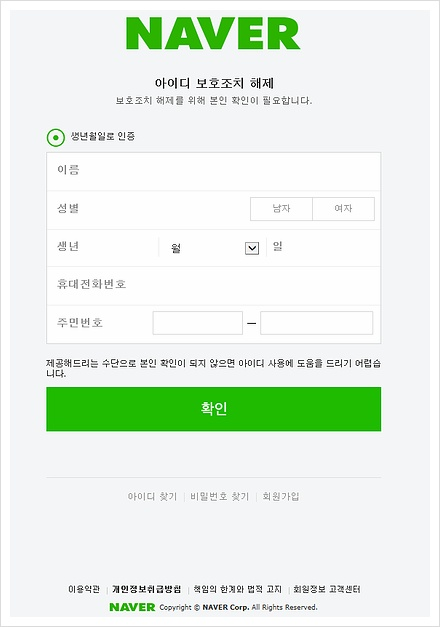 NAVER
아이디 보호조치 해제
보호조치 해제를 위해 본인 확인이 필요합니다.
생년월일로 인증
이름
성별 남자 여자
생년 월 일
휴대전화번호
주민번호 –
제공해드리는 수단으로 본인 확인이 되지 않으면 아이디 사용에 도움을 드리기 어렵습
니다.
확인
아이디 찾기 | 비밀번호 찾기 | 회원가입
이용약관 | 개인정보취급방침 | 책임의 한계와 법적 고지 | 회원정보 고객센터
NAVER Copyright © NAVER Corp. All Rights Reserved.